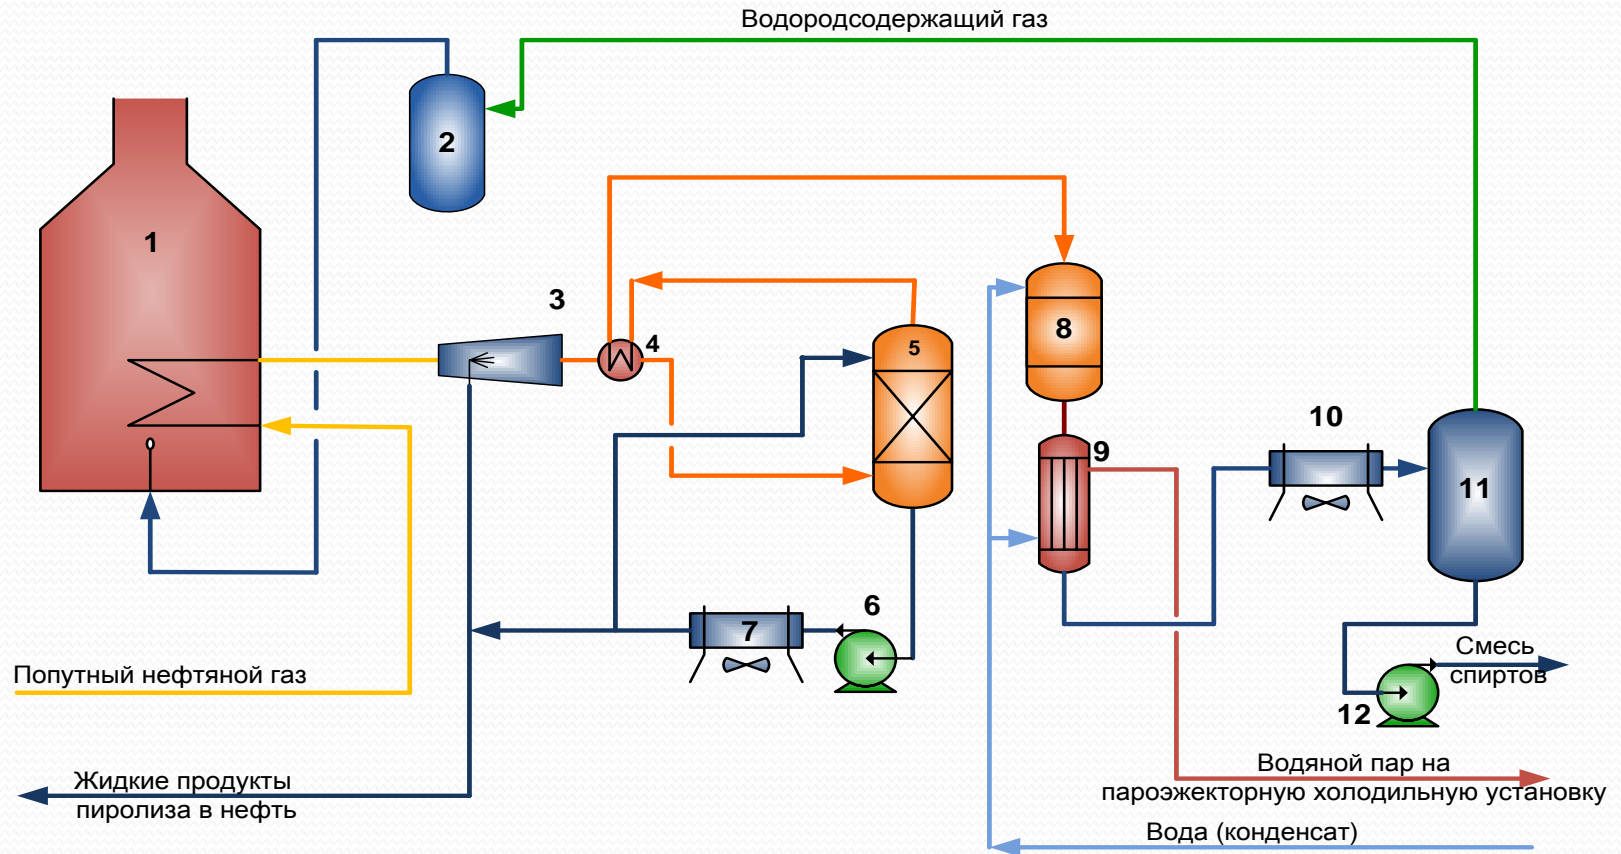 Водородсодержащий газ
2
1
3
4
5
8
10
9
11
6
7
Попутный нефтяной газ
Смесь
спиртов
12
Жидкие продукты
пиролиза в нефть
Водяной пар на
пароэжекторную холодильную установку
Вода (конденсат)